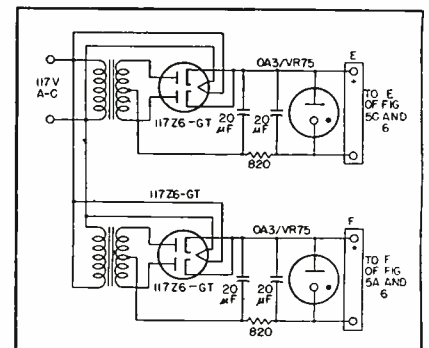 117 V
A-C
117Z6-GT
OA3/VR75
20
µF
20
µF
820
E
+
TO E
OF FIG
5C AND
6
117Z6-GT
117Z6-GT
OA3/VR75
20
µF
20
µF
820
F
+
TO F
OF FIG
5A AND
6